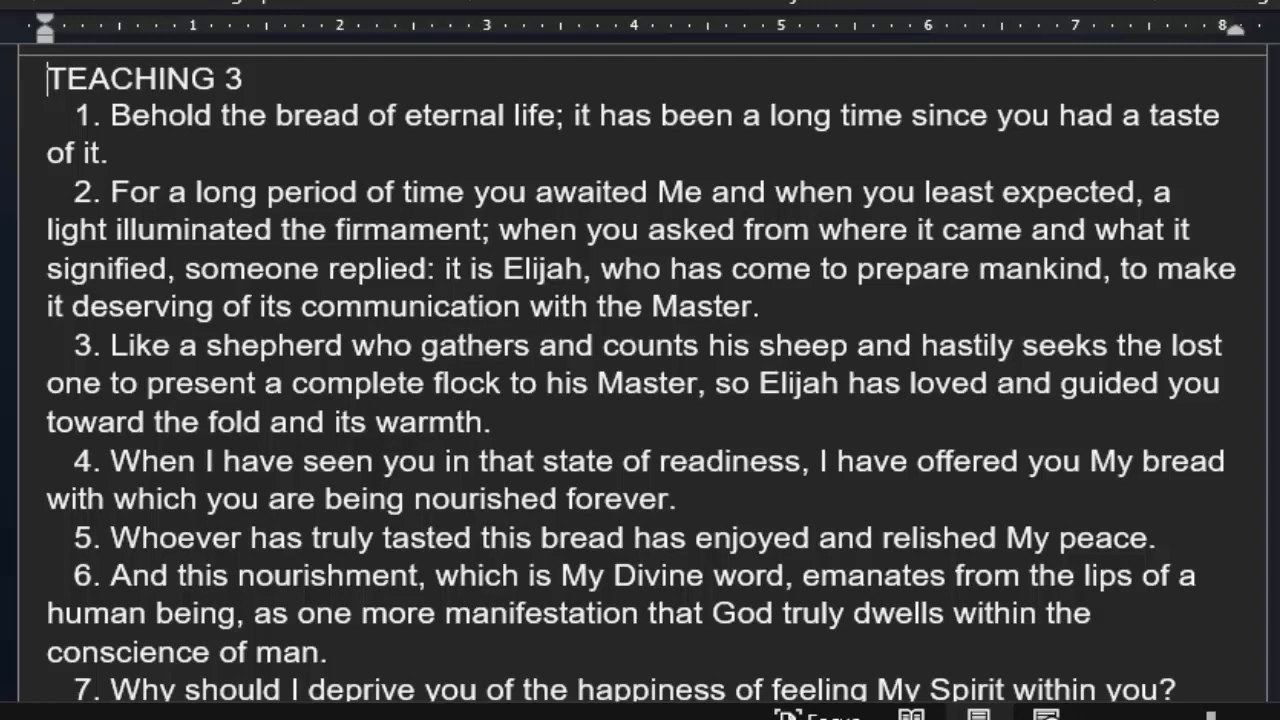 1 2 3 4 5 6 7 8
TEACHING 3
1. Behold the bread of eternal life; it has been a long time since you had a taste
of it.
2. For a long period of time you awaited Me and when you least expected, a
light illuminated the firmament; when you asked from where it came and what it
signified, someone replied: it is Elijah, who has come to prepare mankind, to make
it deserving of its communication with the Master.
3. Like a shepherd who gathers and counts his sheep and hastily seeks the lost
one to present a complete flock to his Master, so Elijah has loved and guided you
toward the fold and its warmth.
4. When I have seen you in that state of readiness, I have offered you My bread
with which you are being nourished forever.
5. Whoever has truly tasted this bread has enjoyed and relished My peace.
6. And this nourishment, which is My Divine word, emanates from the lips of a
human being, as one more manifestation that God truly dwells within the
conscience of man.
7. Why should I deprive you of the happiness of feeling My Spirit within you?
Focus